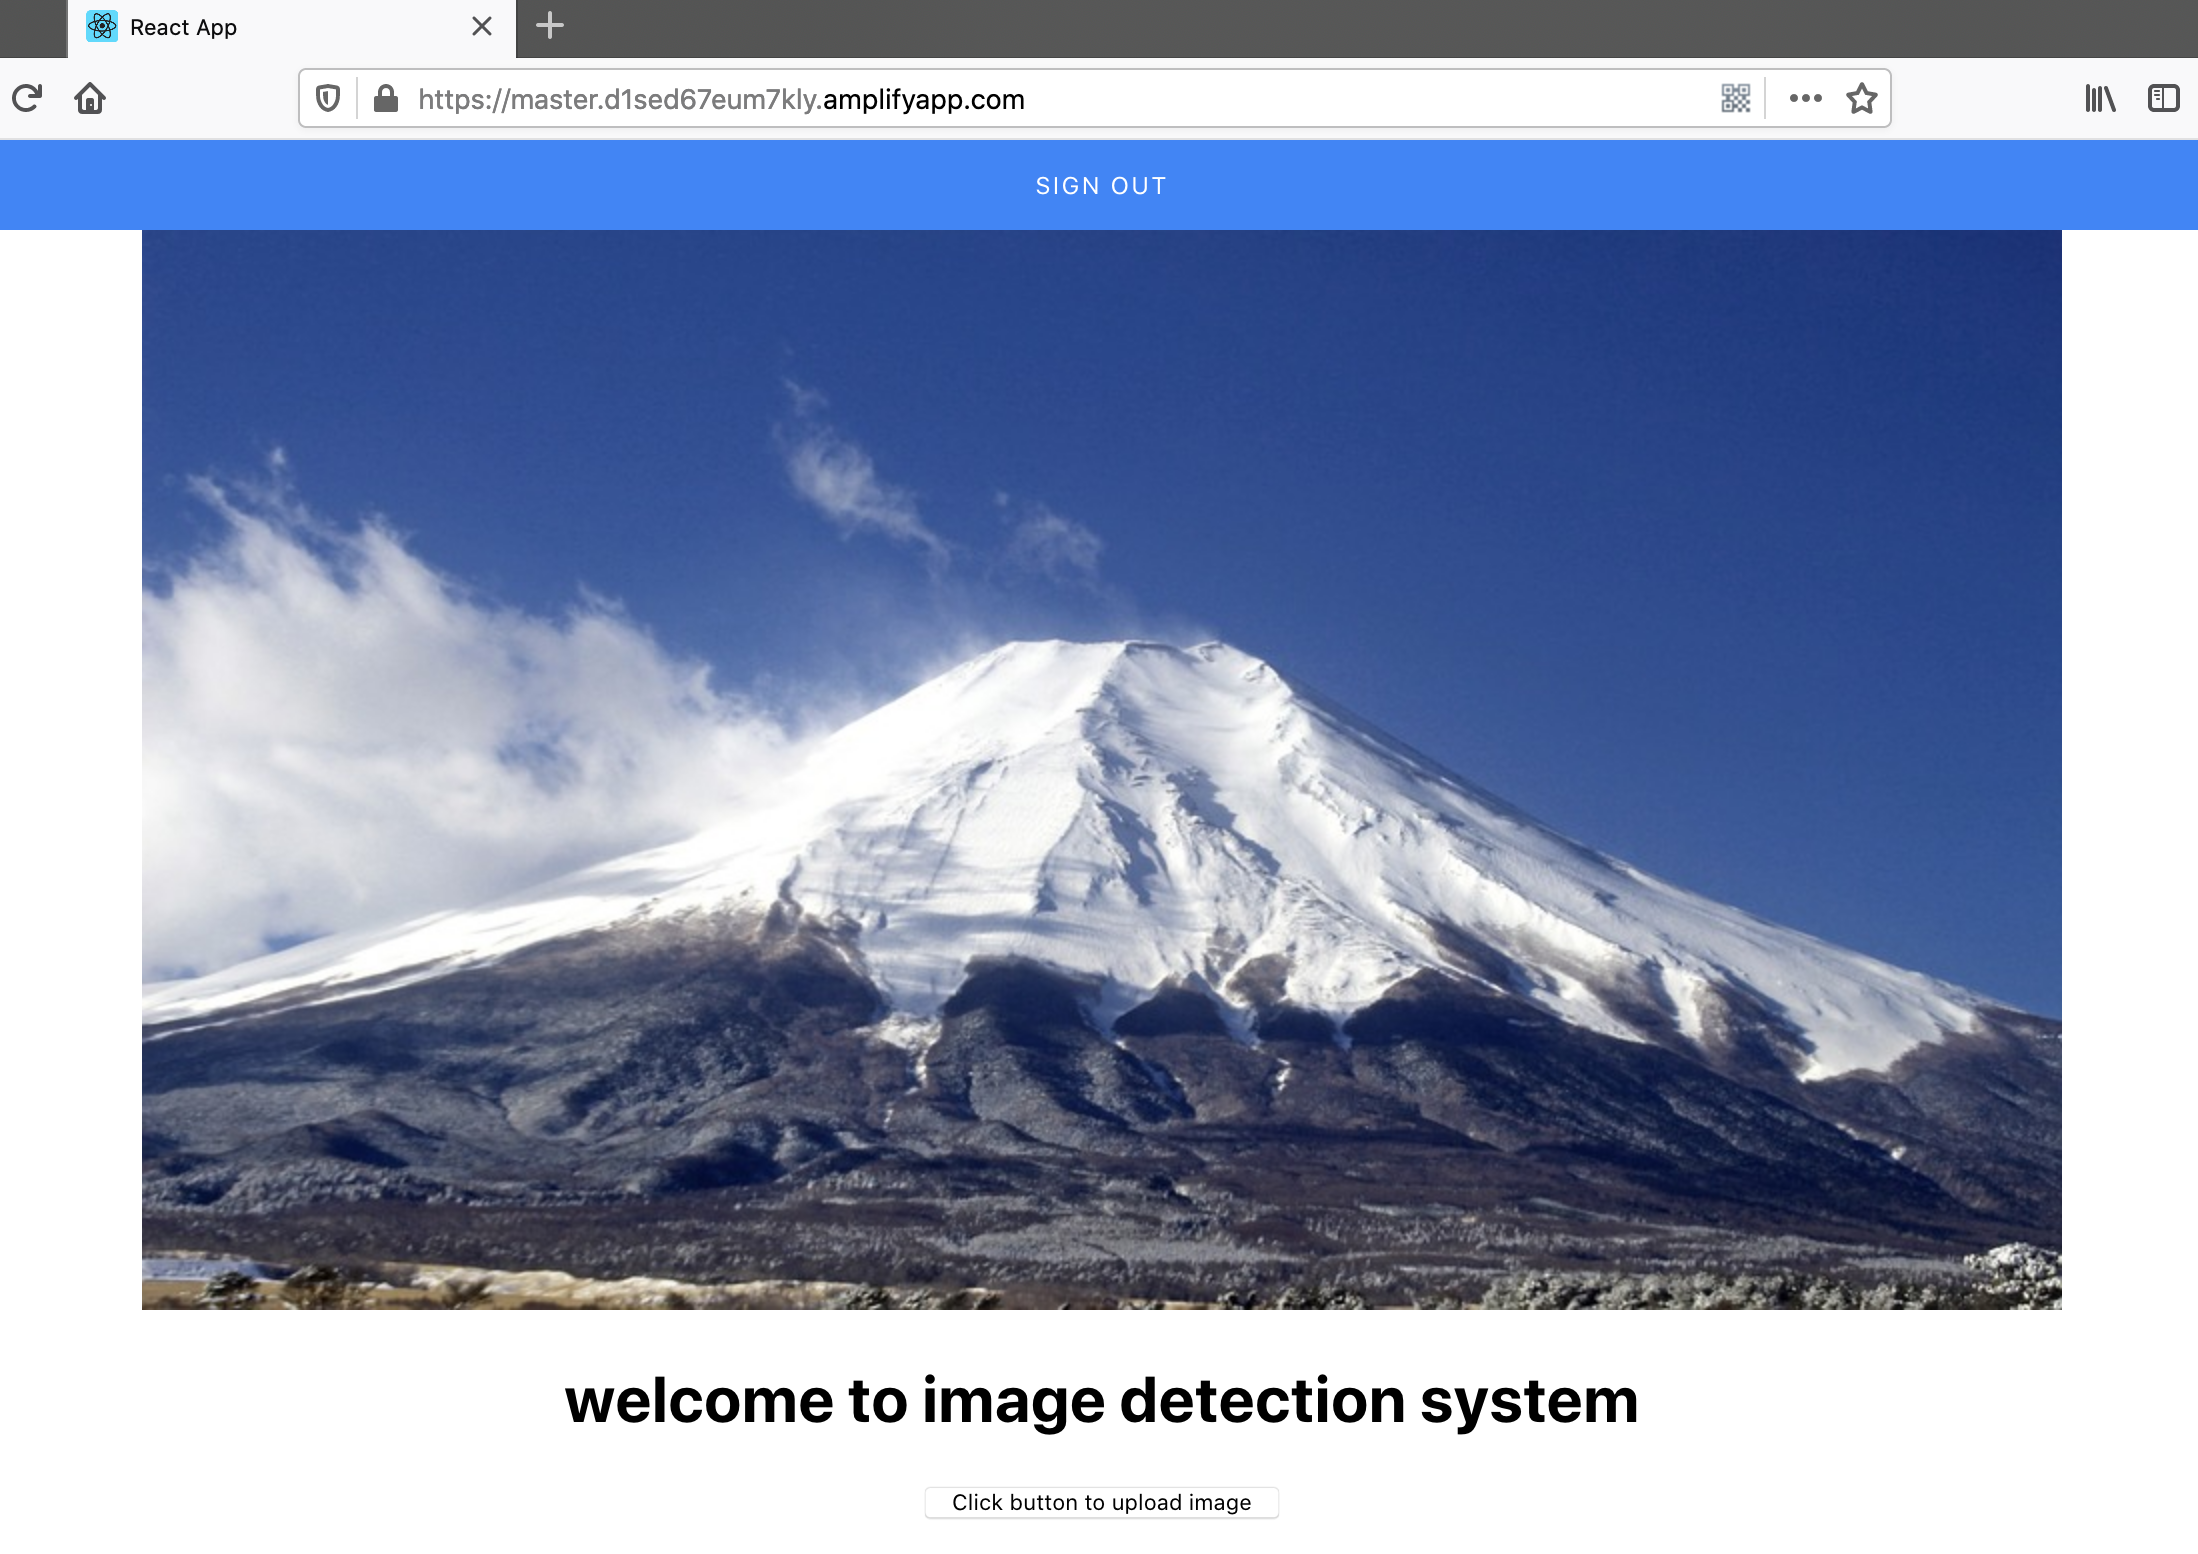 React App
https://master.d1sed67eum7kly.amplifyapp.com
SIGN OUT
welcome to image detection system
Click button to upload image